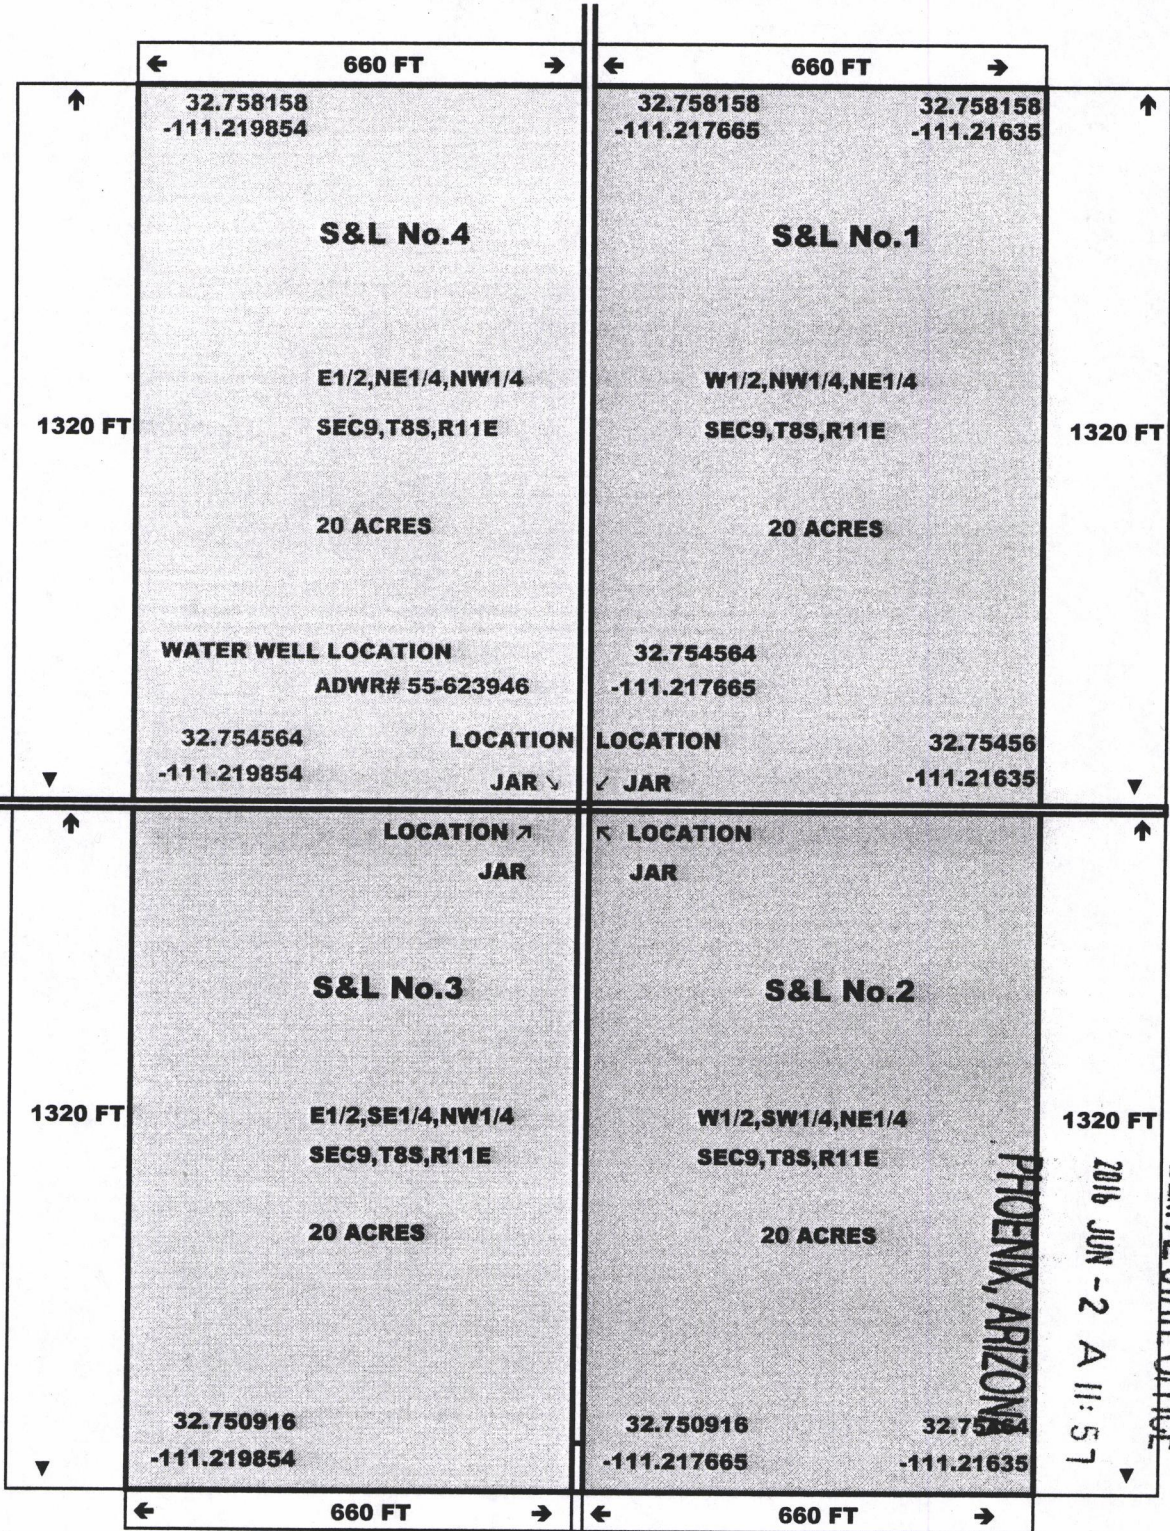 660 FT
660 FT
32.758158
-111.219854
32.758158
-111.217665
32.758158
-111.21635
S&L No.4
S&L No.1
E1/2,NE1/4,NW1/4
SEC9,T8S,R11E
W1/2,NW1/4,NE1/4
SEC9,T8S,R11E
1320 FT
1320 FT
20 ACRES
20 ACRES
WATER WELL LOCATION
ADWR# 55-623946
32.754564
-111.217665
32.754564
-111.219854
LOCATION
JAR ↘
LOCATION
↙ JAR
32.75456
-111.21635
LOCATION ↗
JAR
↖ LOCATION
JAR
S&L No.3
S&L No.2
1320 FT
E1/2,SE1/4,NW1/4
SEC9,T8S,R11E
W1/2,SW1/4,NE1/4
SEC9,T8S,R11E
1320 FT
20 ACRES
20 ACRES
32.750916
-111.219854
32.750916
-111.217665
-111.21635
660 FT
660 FT
2016 JUN -2 A 11:57
PHOENIX, ARIZONA